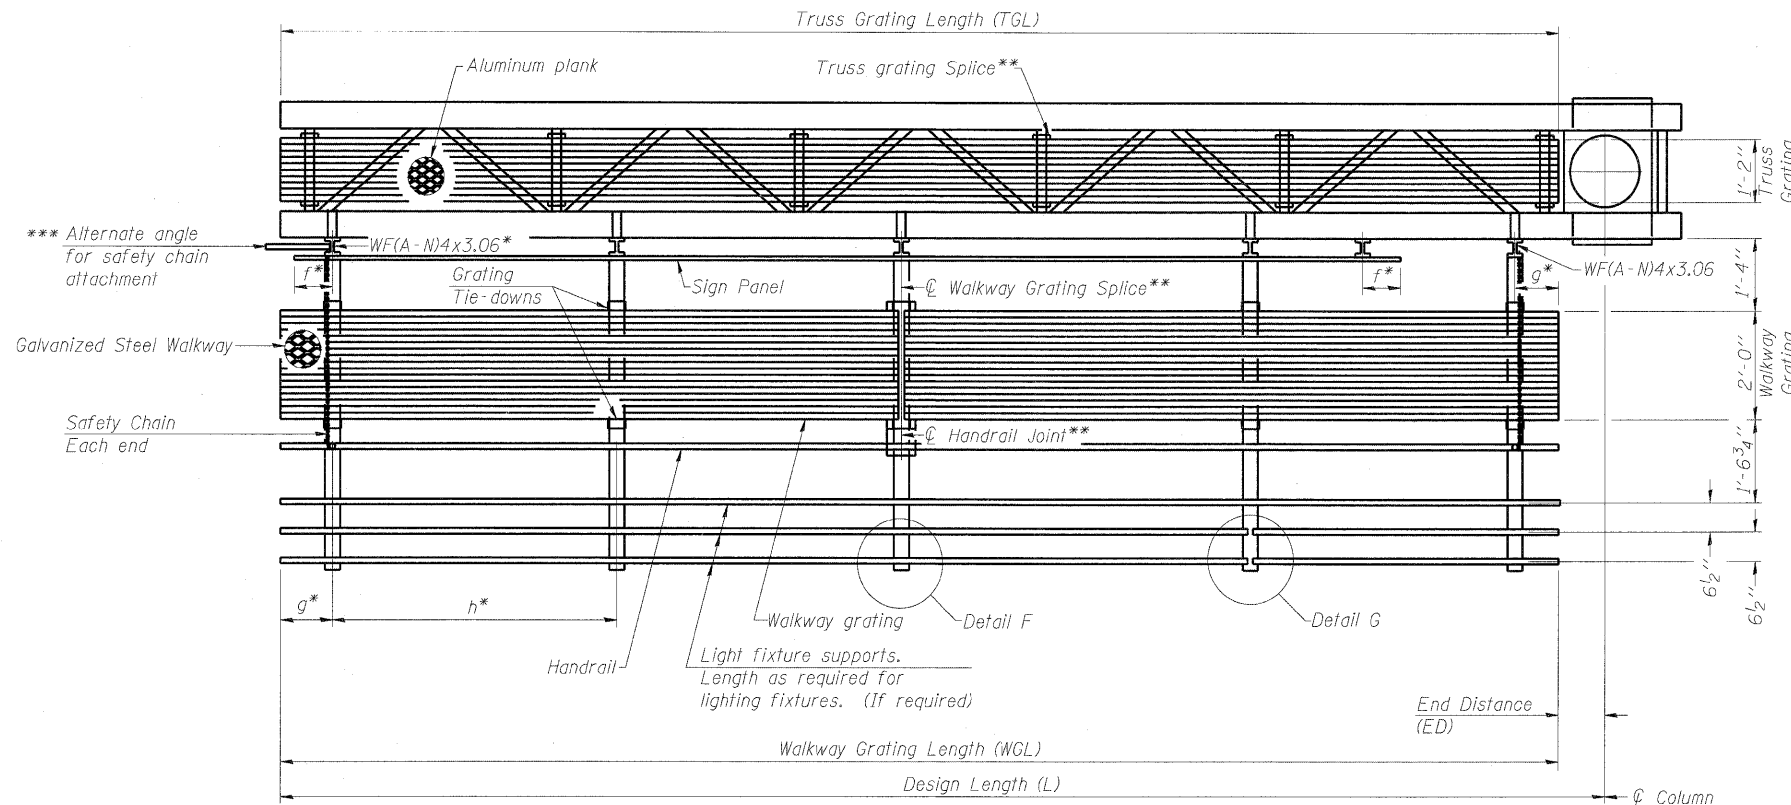 Truss Grating Length (TGL)
Aluminum plank
Truss grating Splice**
1'-2"
Truss
Grating
*** Alternate angle
for safety chain
attachment
WF(A-N)4x3.06*
f*
Grating
Tie-downs
Sign Panel
℄ Walkway Grating Splice**
f*
g*
WF(A-N)4x3.06
1'-4"
Galvanized Steel Walkway
2'-0"
Walkway
Grating
Safety Chain
Each end
℄ Handrail Joint**
1'-6¾"
6½"
6½"
g*
h*
Walkway grating
Detail F
Detail G
Handrail
Light fixture supports.
Length as required for
lighting fixtures. (If required)
End Distance
(ED)
Walkway Grating Length (WGL)
Design Length (L)
℄ Column